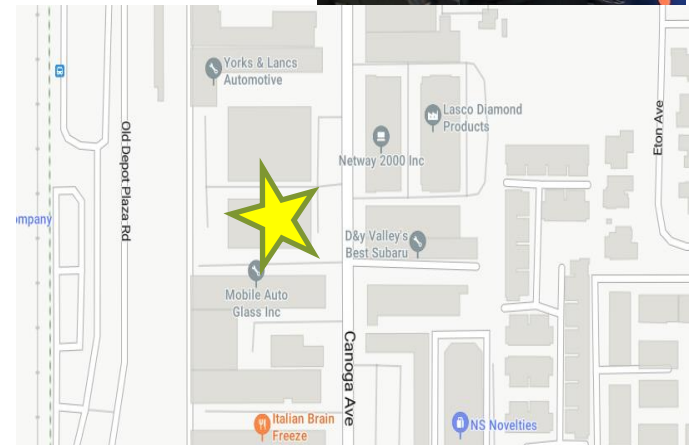 Yorks & Lancs
Automotive
Lasco Diamond
Products
Netway 2000 Inc
Old Depot Plaza Rd
Eton Ave
ompany
D&y Valley's
Best Subaru
Mobile Auto
Glass Inc
Canoga Ave
Italian Brain
Freeze
NS Novelties